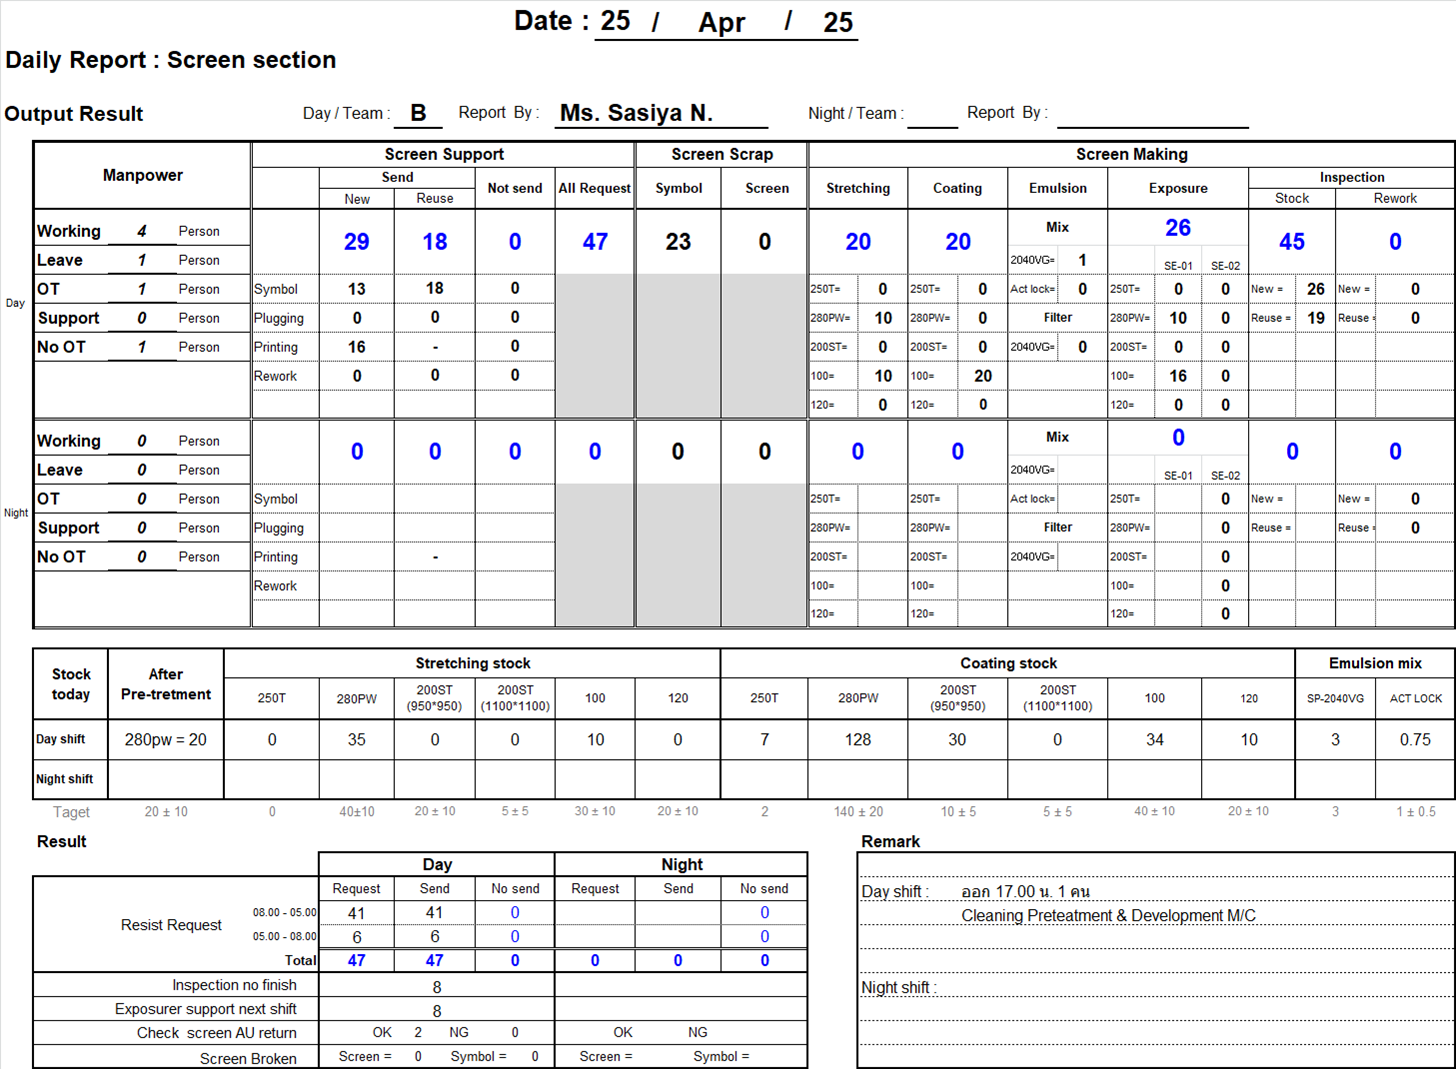 Date : 25 / Apr / 25
Daily Report : Screen section
Output Result Day / Team : B Report By : Ms. Sasiya N. Night / Team : Report By :
Manpower Screen Support Screen Scrap Screen Making
Send Not send All Request Symbol Screen Stretching Coating Emulsion Exposure Inspection
New Reuse Stock Rework
Day
Working 4 Person 29 18 0 47 23 0 20 20 Mix 26 45 0
Leave 1 Person 2040VG= 1 SE-01 SE-02
OT 1 Person Symbol 13 18 0 250T= 0 250T= 0 Act lock= 0 250T= 0 0 New = 26 New = 0
Support 0 Person Plugging 0 0 0 280PW= 10 280PW= 0 Filter 280PW= 10 0 Reuse = 19 Reuse = 0
No OT 1 Person Printing 16 - 0 200ST= 0 200ST= 0 2040VG= 0 200ST= 0 0
Rework 0 0 0 100= 10 100= 20 100= 16 0
120= 0 120= 0 120= 0 0
Night
Working 0 Person 0 0 0 0 0 0 0 0 Mix 0 0 0
Leave 0 Person 2040VG= SE-01 SE-02
OT 0 Person Symbol 250T= 250T= Act lock= 250T= 0 New = New = 0
Support 0 Person Plugging 280PW= 280PW= Filter 280PW= 0 Reuse = Reuse = 0
No OT 0 Person Printing - 200ST= 200ST= 2040VG= 200ST= 0
Rework 100= 100= 100= 0
120= 120= 120= 0
Stock today After Pre-tretment Stretching stock Coating stock Emulsion mix
250T 280PW 200ST (950*950) 200ST (1100*1100) 100 120 250T 280PW 200ST (950*950) 200ST (1100*1100) 100 120 SP-2040VG ACT LOCK
Day shift 280pw = 20 0 35 0 0 10 0 7 128 30 0 34 10 3 0.75
Night shift
Taget 20 ± 10 0 40±10 20 ± 10 5 ± 5 30 ± 10 20 ± 10 2 140 ± 20 10 ± 5 5 ± 5 40 ± 10 20 ± 10 3 1 ± 0.5
Result
Day Night
Request Send No send Request Send No send
Resist Request
08.00 - 05.00 41 41 0 0
05.00 - 08.00 6 6 0 0
Total 47 47 0 0 0 0
Inspection no finish 8
Exposurer support next shift 8
Check screen AU return OK 2 NG 0 OK NG
Screen Broken Screen = 0 Symbol = 0 Screen = Symbol =
Remark
Day shift : ออก 17.00 น. 1 คน
Cleaning Preteatment & Development M/C
Night shift :